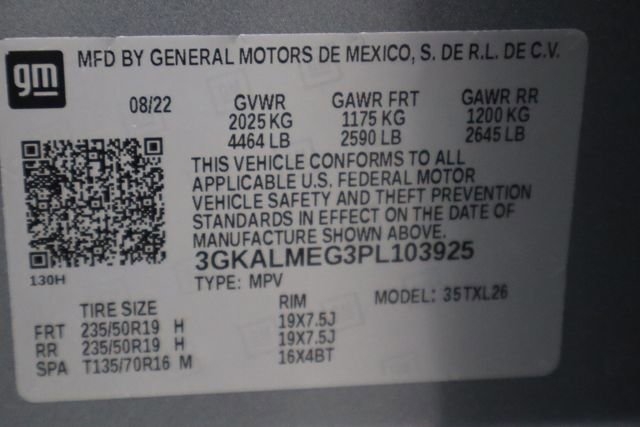 gm
MFD BY GENERAL MOTORS DE MEXICO, S. DE R.L. DE C.V.
08/22 GVWR GAWR FRT GAWR RR
2025 KG 1175 KG 1200 KG
4464 LB 2590 LB 2645 LB
THIS VEHICLE CONFORMS TO ALL
APPLICABLE U.S. FEDERAL MOTOR
VEHICLE SAFETY AND THEFT PREVENTION
STANDARDS IN EFFECT ON THE DATE OF
MANUFACTURE SHOWN ABOVE.
3GKALMEG3PL103925
130H
TYPE: MPV MODEL: 35TXL26
TIRE SIZE RIM
FRT 235/50R19 H 19X7.5J
RR 235/50R19 H 19X7.5J
SPA T135/70R16 M 16X4BT